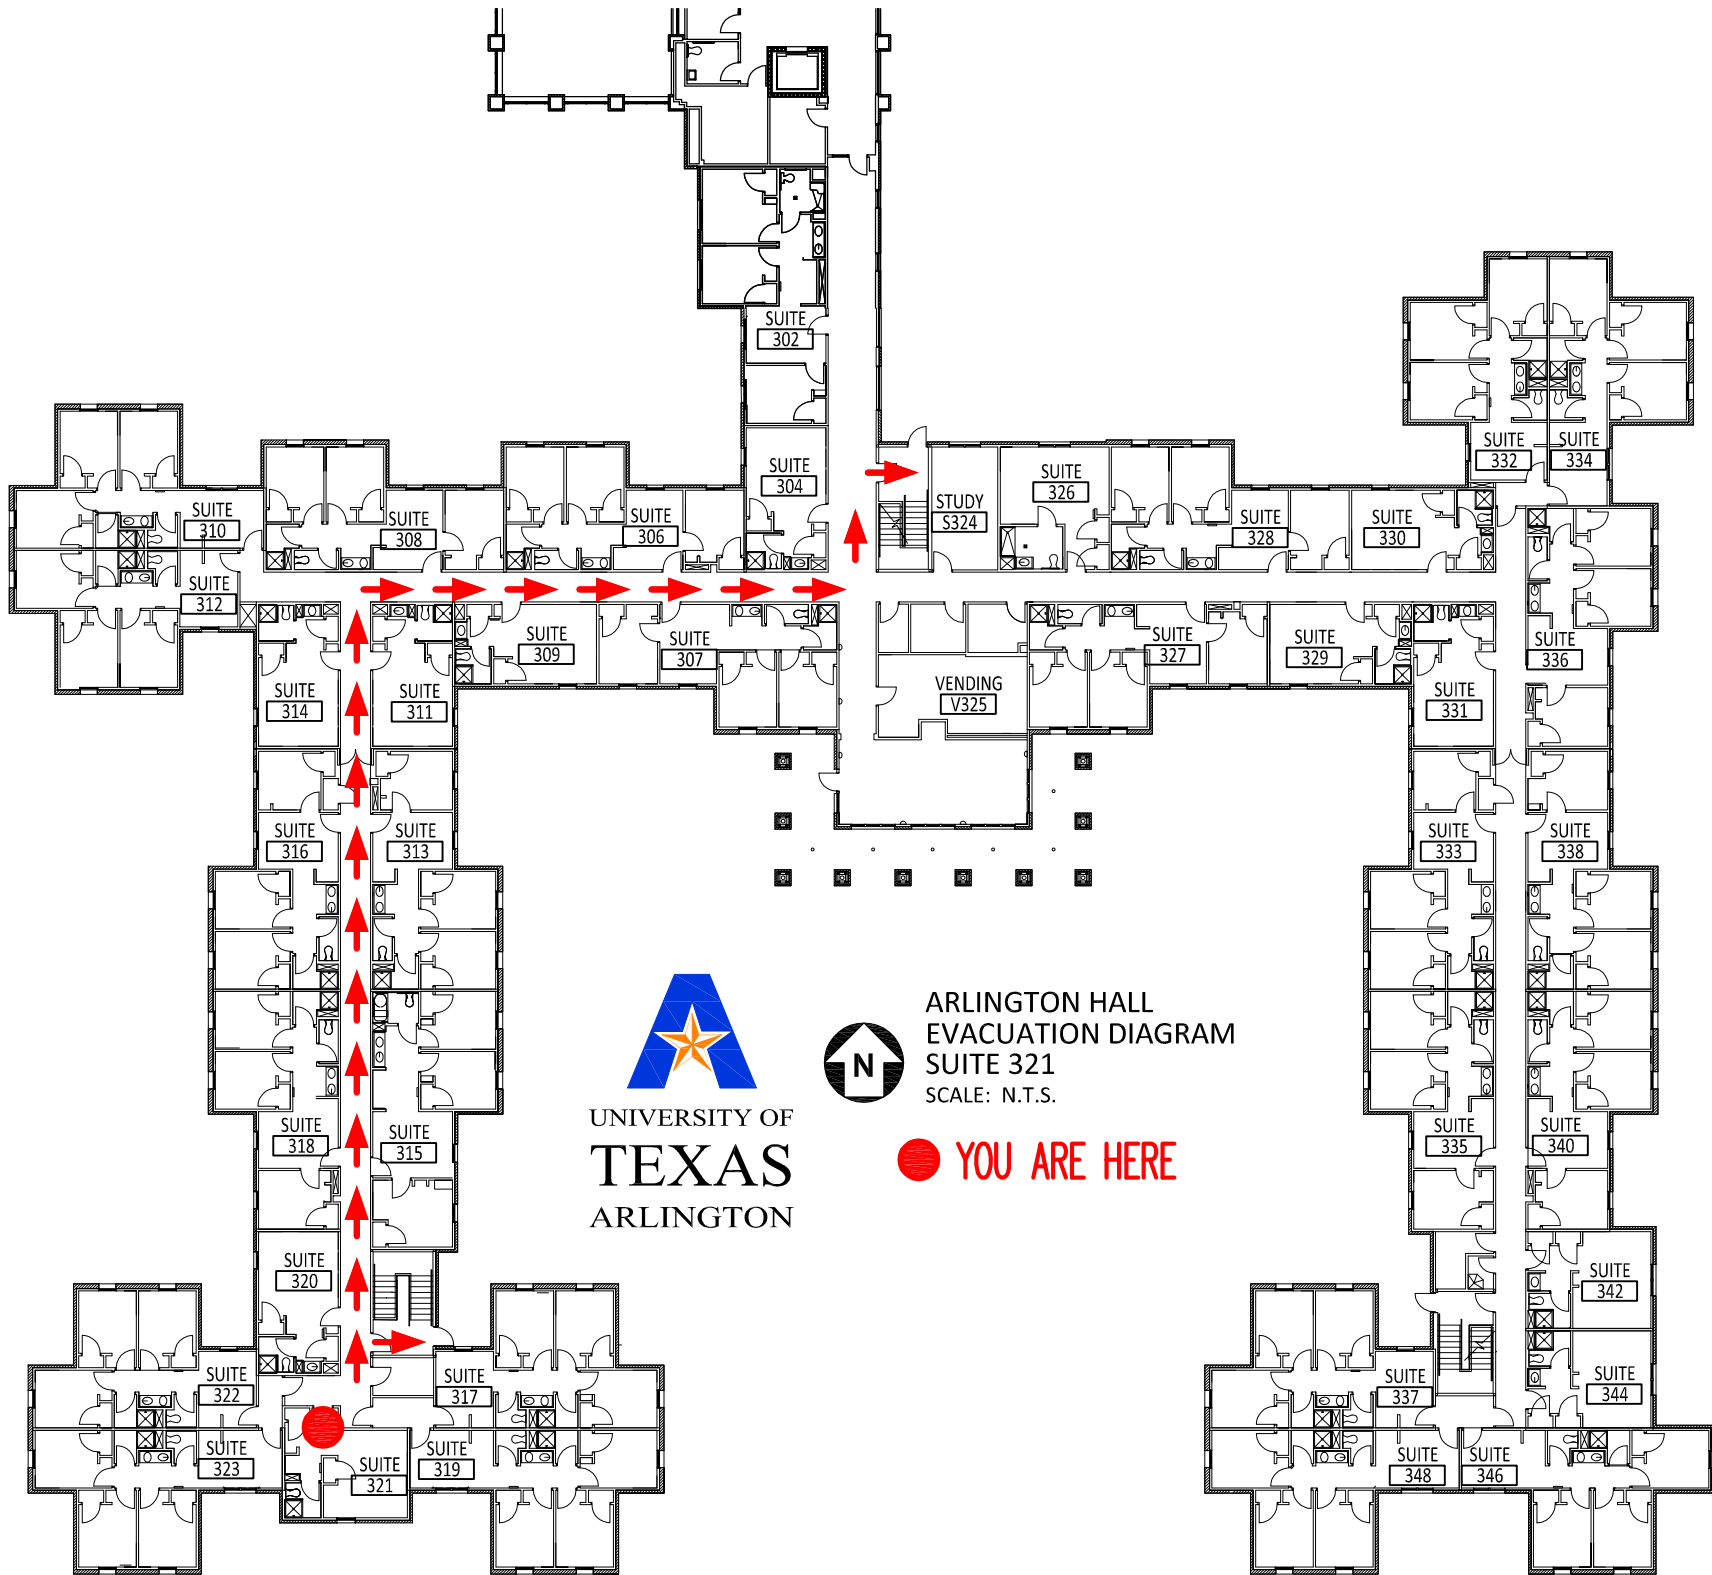 SUITE
302
SUITE
304
STUDY
S324
SUITE
326
SUITE
328
SUITE
330
SUITE
332
SUITE
334
SUITE
310
SUITE
308
SUITE
306
SUITE
312
SUITE
309
SUITE
307
VENDING
V325
SUITE
327
SUITE
329
SUITE
336
SUITE
331
SUITE
314
SUITE
311
SUITE
316
SUITE
313
SUITE
333
SUITE
338
SUITE
318
SUITE
315
SUITE
335
SUITE
340
UNIVERSITY OF
TEXAS
ARLINGTON
N
ARLINGTON HALL
EVACUATION DIAGRAM
SUITE 321
SCALE: N.T.S.
YOU ARE HERE
SUITE
320
SUITE
342
SUITE
322
SUITE
317
SUITE
337
SUITE
344
SUITE
323
SUITE
321
SUITE
319
SUITE
348
SUITE
346